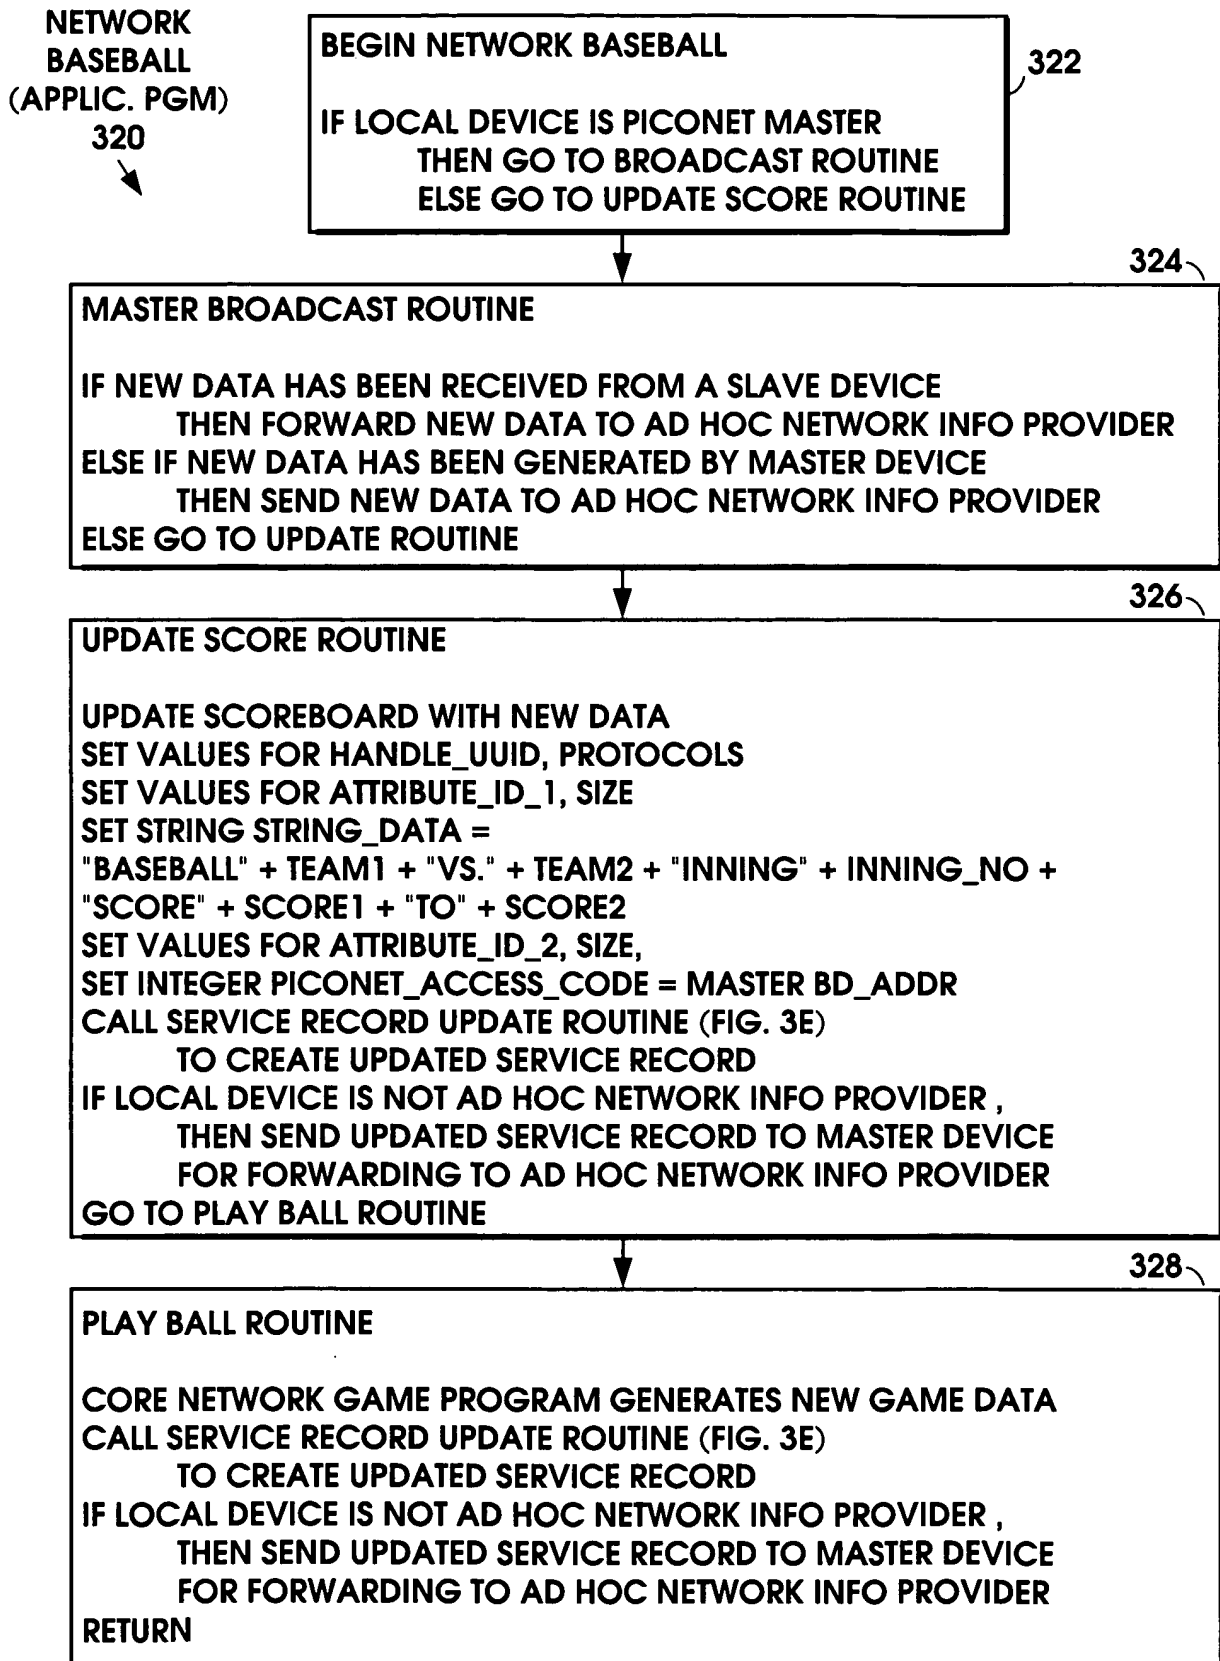 NETWORK
BASEBALL
(APPLIC. PGM)
320
BEGIN NETWORK BASEBALL
322
IF LOCAL DEVICE IS PICONET MASTER
THEN GO TO BROADCAST ROUTINE
ELSE GO TO UPDATE SCORE ROUTINE
324
MASTER BROADCAST ROUTINE
IF NEW DATA HAS BEEN RECEIVED FROM A SLAVE DEVICE
THEN FORWARD NEW DATA TO AD HOC NETWORK INFO PROVIDER
ELSE IF NEW DATA HAS BEEN GENERATED BY MASTER DEVICE
THEN SEND NEW DATA TO AD HOC NETWORK INFO PROVIDER
ELSE GO TO UPDATE ROUTINE
326
UPDATE SCORE ROUTINE
UPDATE SCOREBOARD WITH NEW DATA
SET VALUES FOR HANDLE_UUID, PROTOCOLS
SET VALUES FOR ATTRIBUTE_ID_1, SIZE
SET STRING STRING_DATA =
"BASEBALL" + TEAM1 + "VS." + TEAM2 + "INNING" + INNING_NO +
"SCORE" + SCORE1 + "TO" + SCORE2
SET VALUES FOR ATTRIBUTE_ID_2, SIZE,
SET INTEGER PICONET_ACCESS_CODE = MASTER BD_ADDR
CALL SERVICE RECORD UPDATE ROUTINE (FIG. 3E)
TO CREATE UPDATED SERVICE RECORD
IF LOCAL DEVICE IS NOT AD HOC NETWORK INFO PROVIDER ,
THEN SEND UPDATED SERVICE RECORD TO MASTER DEVICE
FOR FORWARDING TO AD HOC NETWORK INFO PROVIDER
GO TO PLAY BALL ROUTINE
328
PLAY BALL ROUTINE
CORE NETWORK GAME PROGRAM GENERATES NEW GAME DATA
CALL SERVICE RECORD UPDATE ROUTINE (FIG. 3E)
TO CREATE UPDATED SERVICE RECORD
IF LOCAL DEVICE IS NOT AD HOC NETWORK INFO PROVIDER ,
THEN SEND UPDATED SERVICE RECORD TO MASTER DEVICE
FOR FORWARDING TO AD HOC NETWORK INFO PROVIDER
RETURN